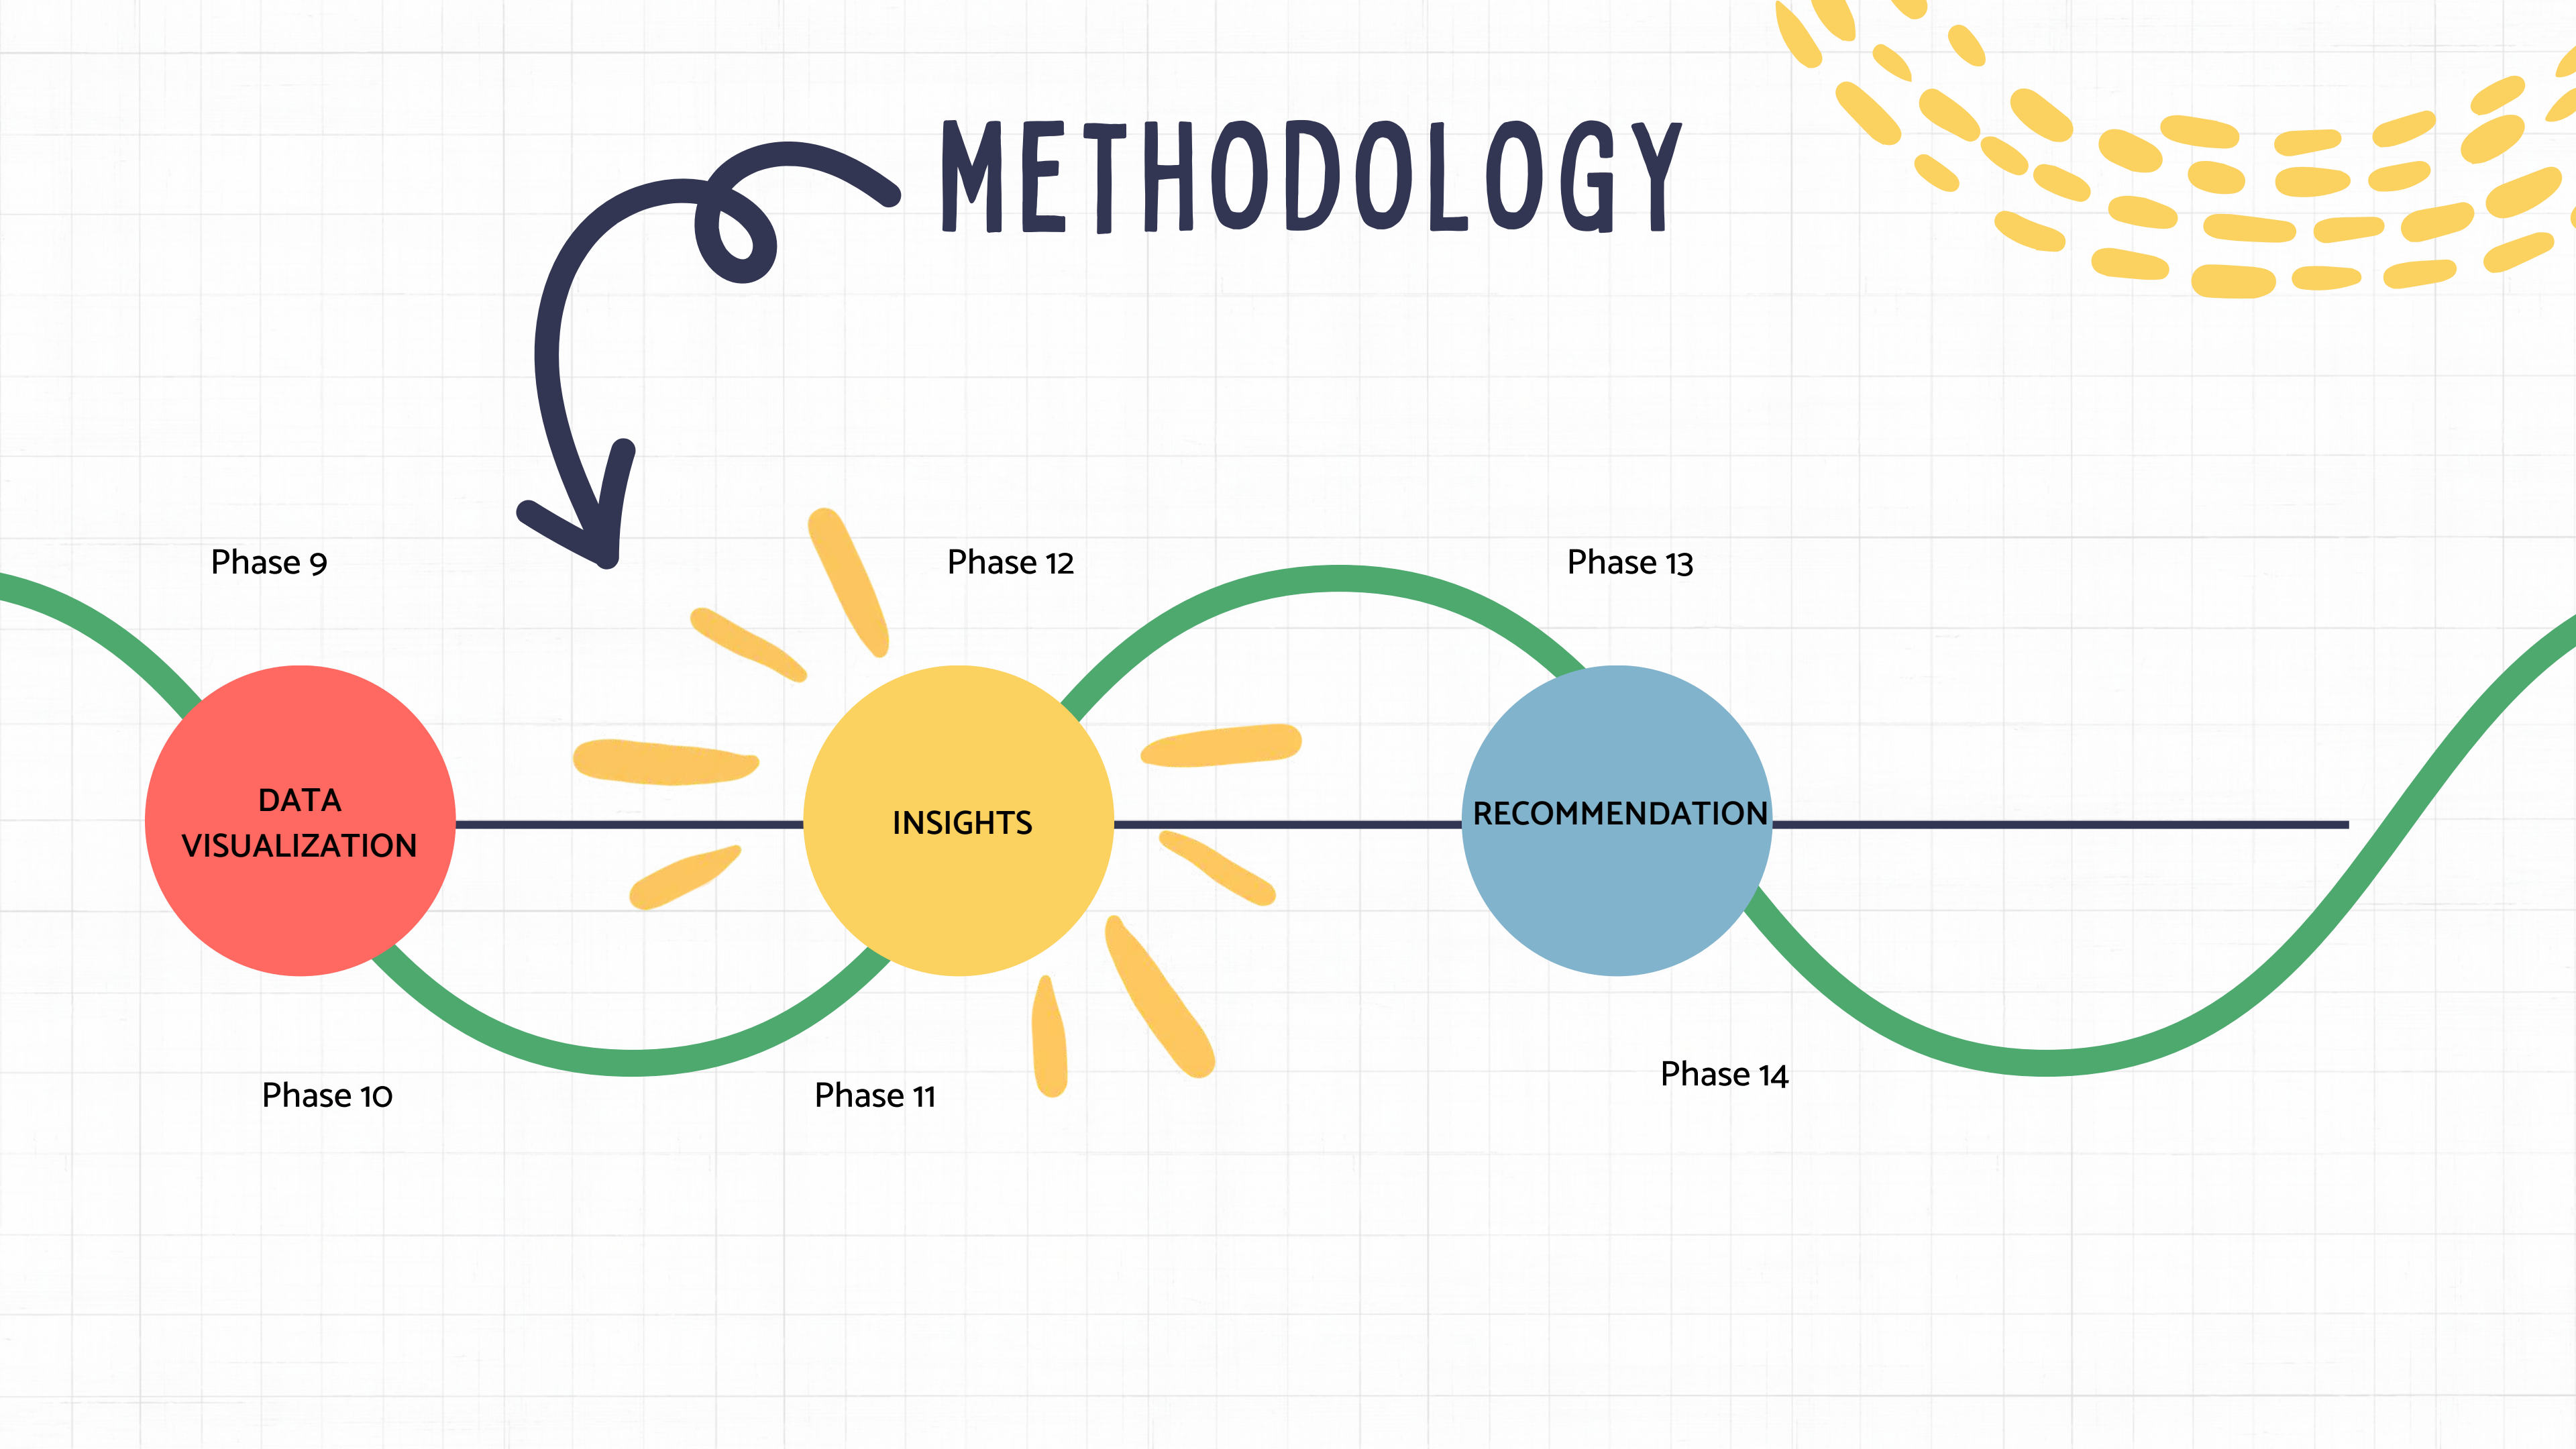 METHODOLOGY
Phase 9
Phase 12
Phase 13
DATA
VISUALIZATION
INSIGHTS
RECOMMENDATION
Phase 10
Phase 11
Phase 14